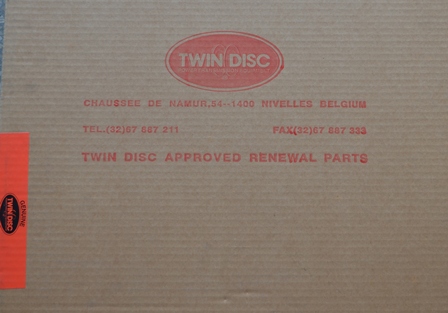 TWIN DISC
CHAUSSEE DE NAMUR,54--1400 NIVELLES BELGIUM
TEL.(32)67 887 211 FAX(32)67 887 333
TWIN DISC APPROVED RENEWAL PARTS
GENUINE
TWIN DISC